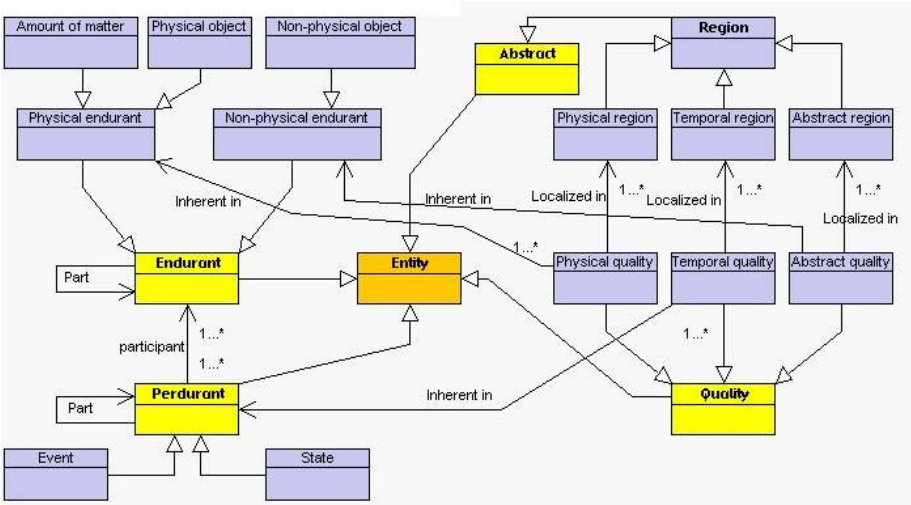 Amount of matter
Physical object
Non-physical object
Region
Abstract
Physical endurant
Non-physical endurant
Physical region
Temporal region
Abstract region
1...*
1...*
1...*
Inherent in
Inherent in
Localized in
Localized in
Localized in
1...*
Endurant
Entity
Physical quality
Temporal quality
Abstract quality
Part
1...*
1...*
participant
1...*
Perdurant
Inherent in
Quality
Part
Event
State